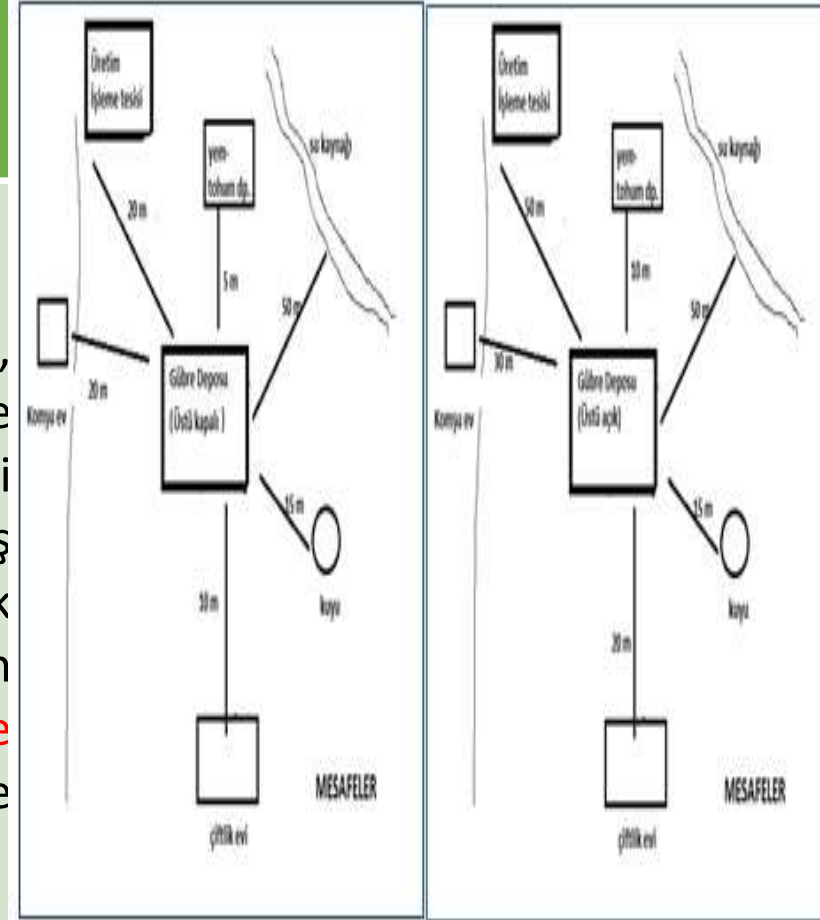 Üretim
İşleme tesisi
yem-
tohum dp.
su kaynağı
20 m
5 m
50 m
20 m
Komşu ev
Gübre Deposu
(Üstü kapalı )
15 m
kuyu
10 m
MESAFELER
çiftlik evi
Üretim
İşleme tesisi
yem-
tohum dp.
su kaynağı
50 m
10 m
50 m
30 m
Komşu ev
Gübre Deposu
(Üstü açik)
15 m
kuyu
20 m
MESAFELER
çiftlik evi